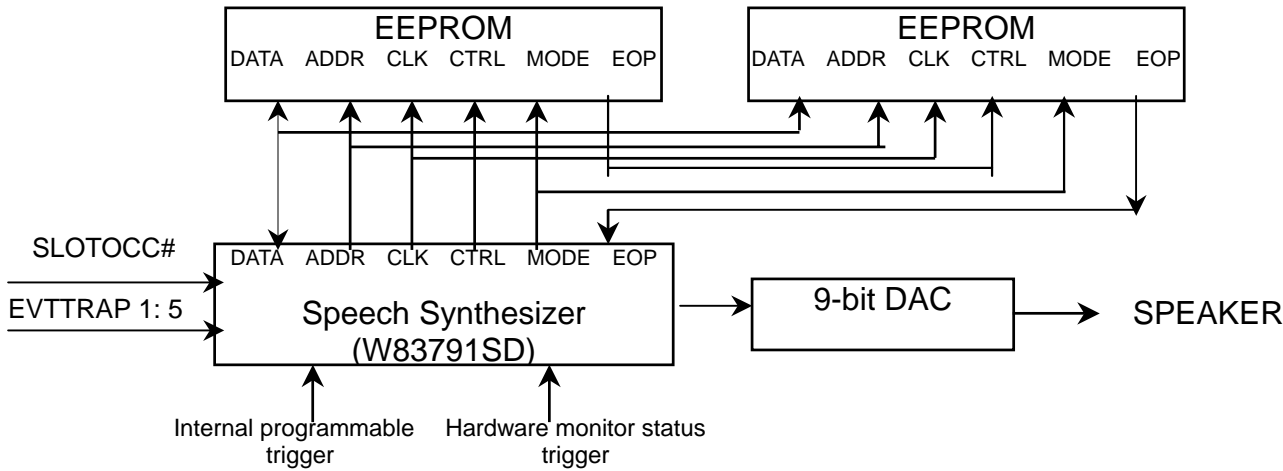 EEPROM
DATA ADDR CLK CTRL MODE EOP
EEPROM
DATA ADDR CLK CTRL MODE EOP
SLOTOCC#
EVTTRAP 1: 5
DATA ADDR CLK CTRL MODE EOP
Speech Synthesizer
(W83791SD)
9-bit DAC
SPEAKER
Internal programmable
trigger
Hardware monitor status
trigger